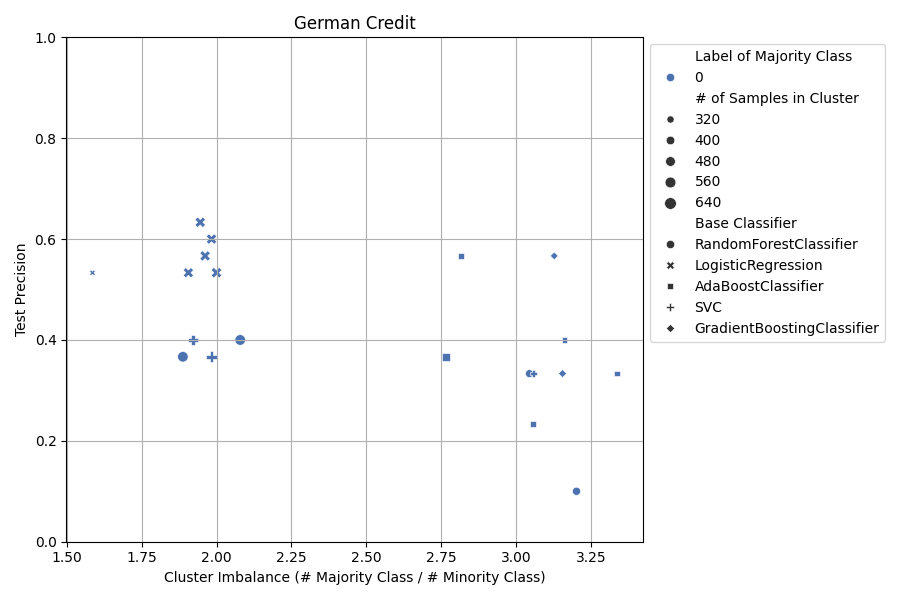 German Credit
1.0
0.8
0.6
0.4
0.2
0.0
Test Precision
1.50 1.75 2.00 2.25 2.50 2.75 3.00 3.25
Cluster Imbalance (# Majority Class / # Minority Class)
Label of Majority Class
0
# of Samples in Cluster
320
400
480
560
640
Base Classifier
RandomForestClassifier
LogisticRegression
AdaBoostClassifier
SVC
GradientBoostingClassifier